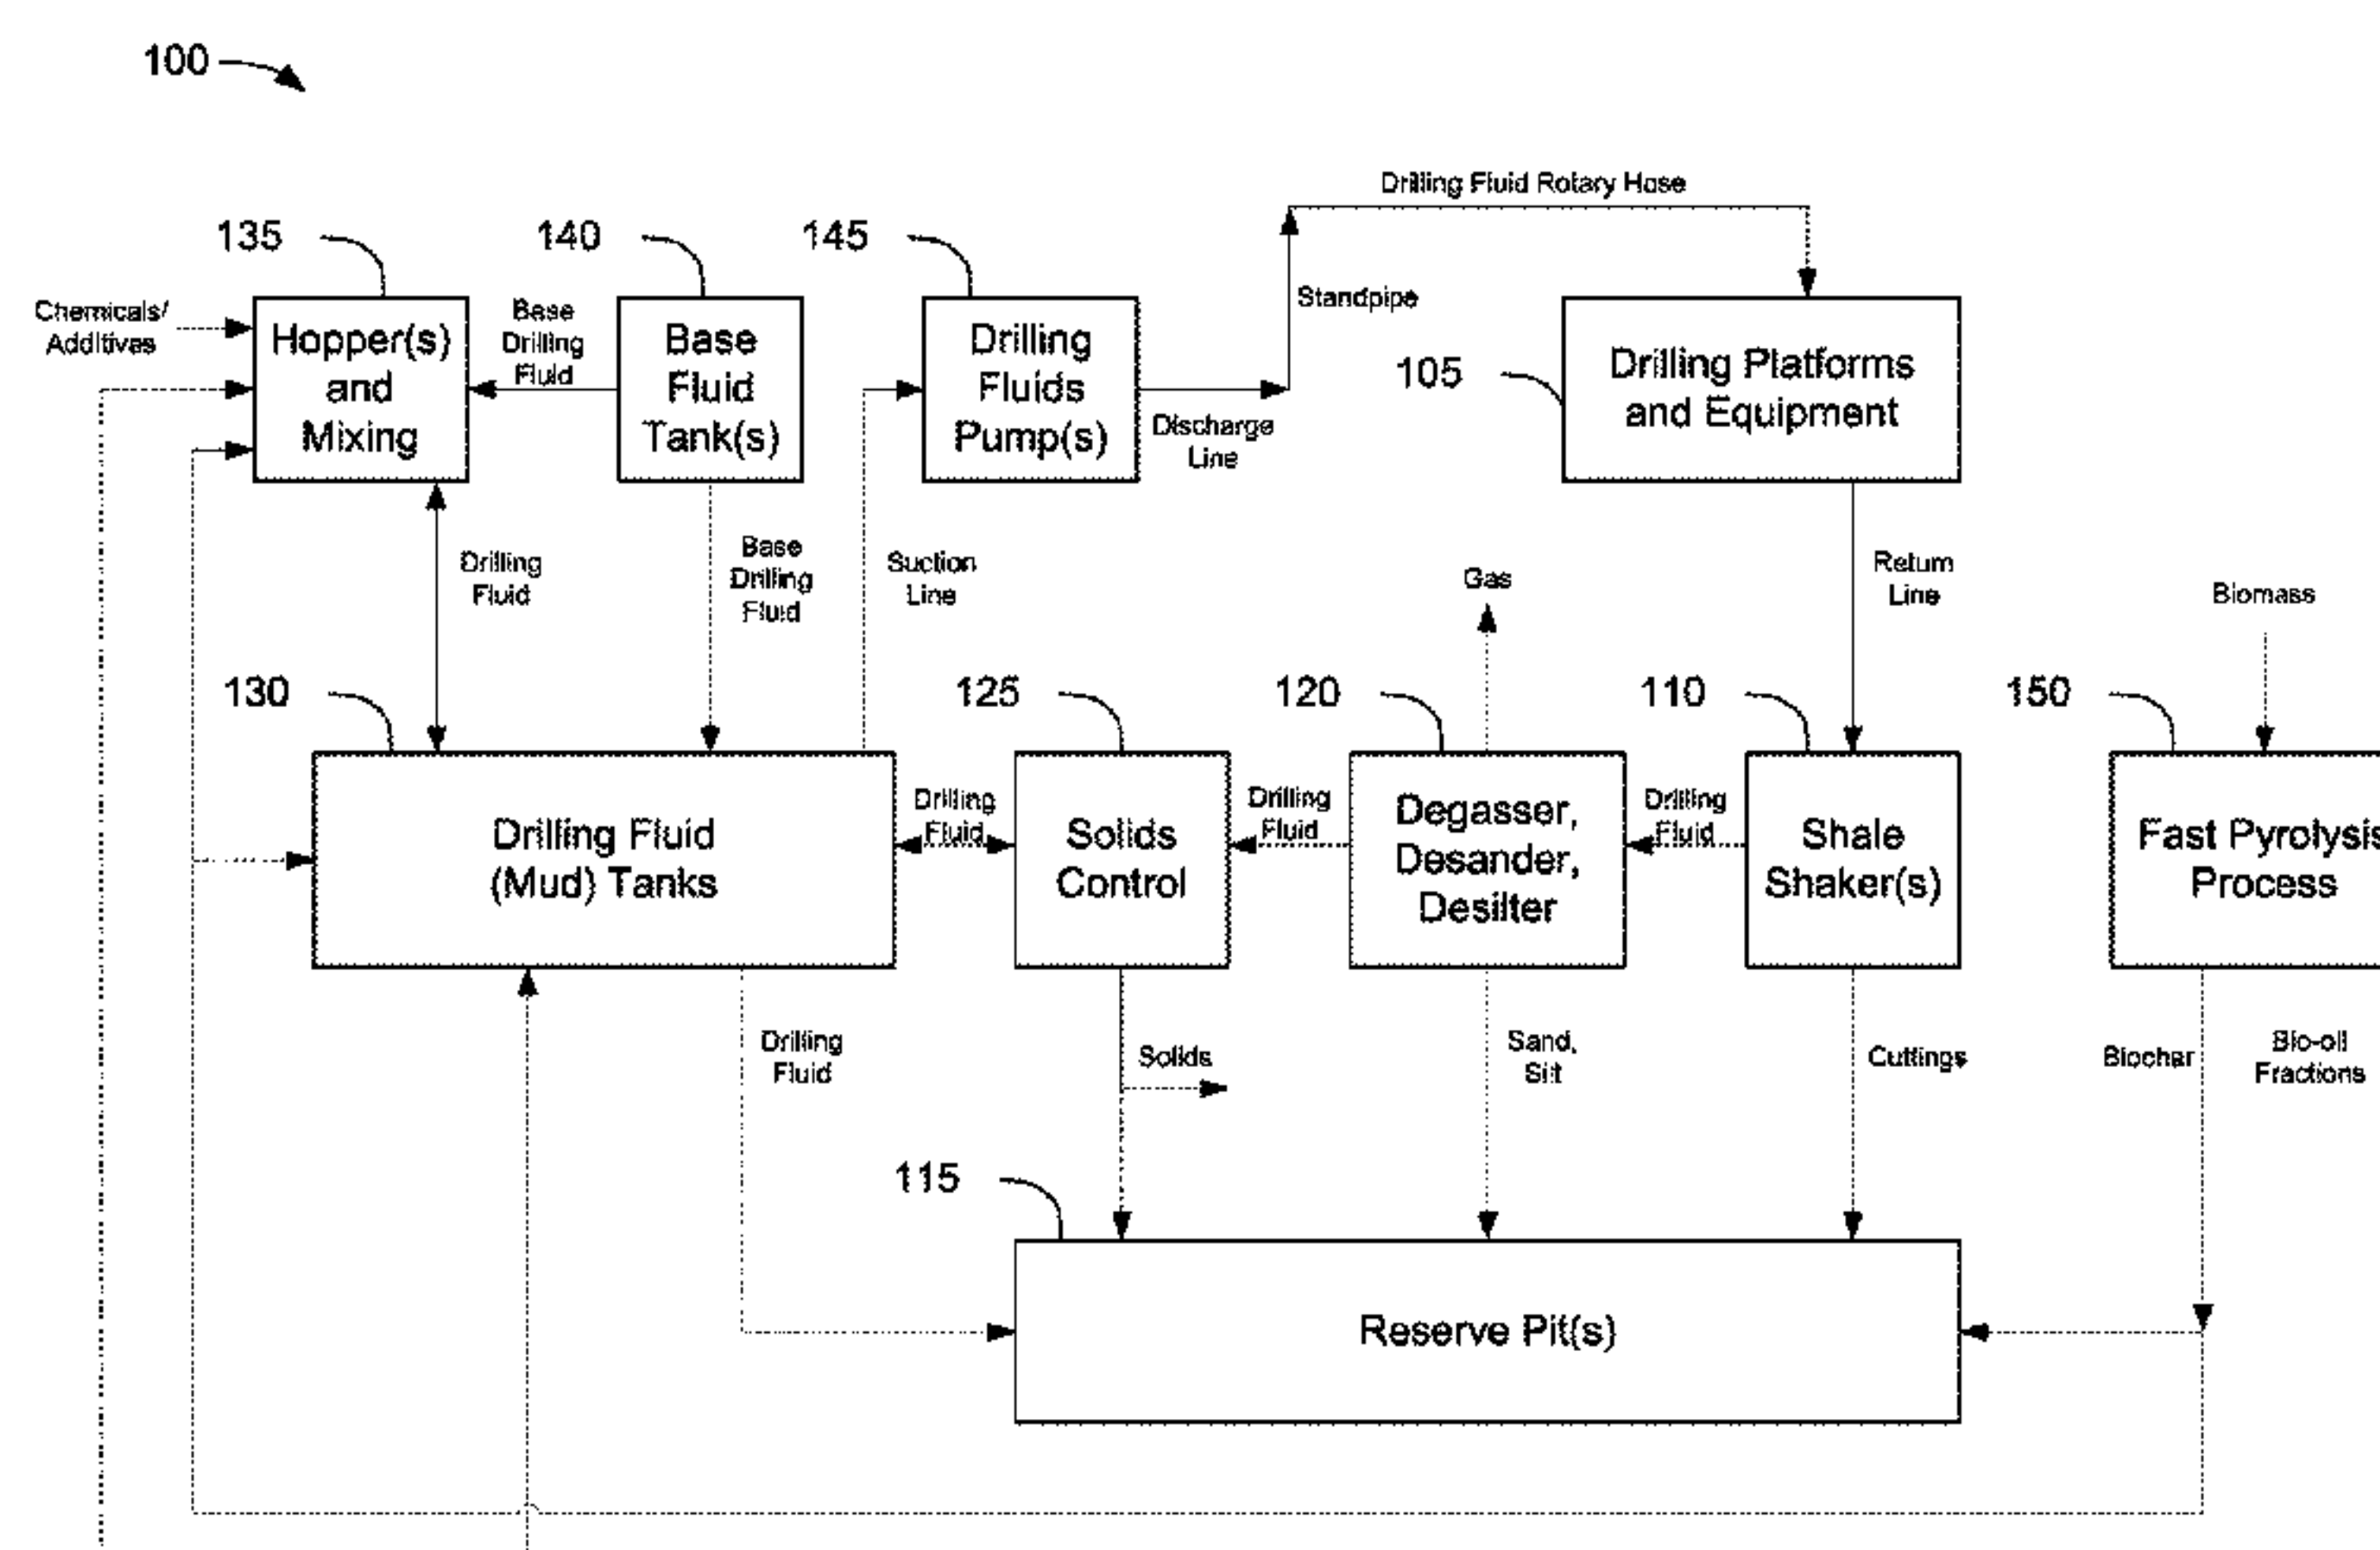 100
Drilling Fluid Rotary Hose
135
140
145
Standpipe
Chemicals/
Additives
Hopper(s)
and
Mixing
Base
Drilling
Fluid
Base
Fluid
Tank(s)
Drilling
Fluids
Pump(s)
Discharge
Line
105
Drilling Platforms
and Equipment
Drilling
Fluid
Base
Drilling
Fluid
Suction
Line
Gas
Return
Line
Biomass
130
125
120
110
150
Drilling Fluid
(Mud) Tanks
Drilling
Fluid
Solids
Control
Drilling
Fluid
Degasser,
Desander,
Desilter
Drilling
Fluid
Shale
Shaker(s)
Fast Pyrolysis
Process
Drilling
Fluid
Solids
Sand,
Silt
Cuttings
Biochar
Bio-oil
Fractions
115
Reserve Pit(s)